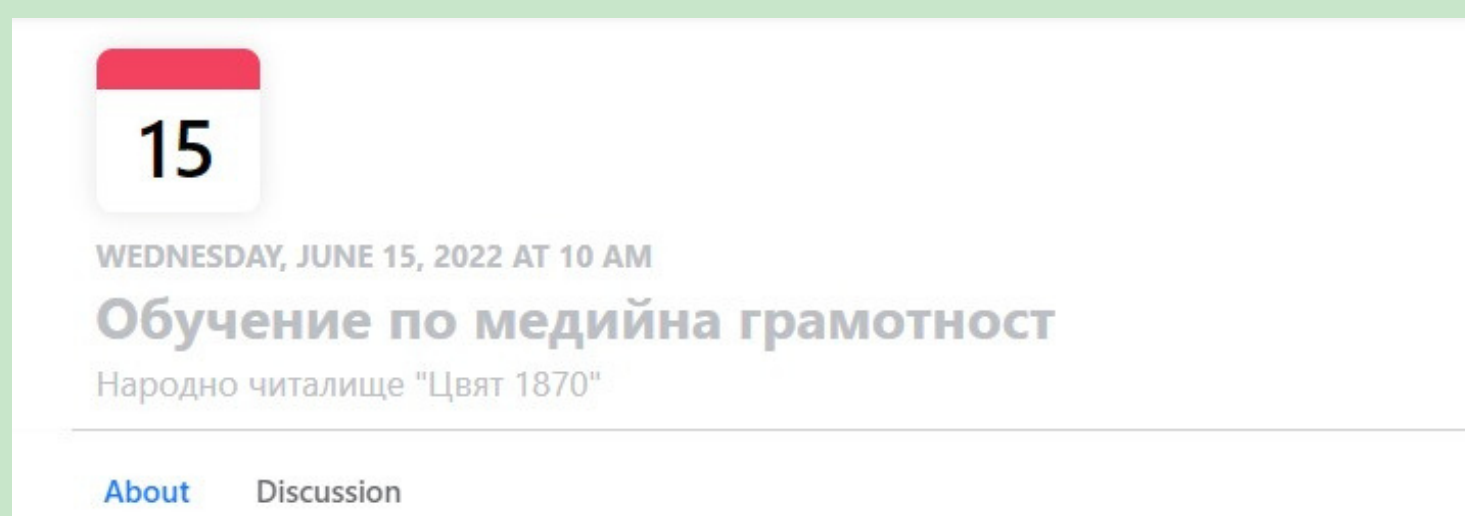 15
WEDNESDAY, JUNE 15, 2022 AT 10 AM
Обучение по медийна грамотност
Народно читалище "Цвят 1870"
About Discussion